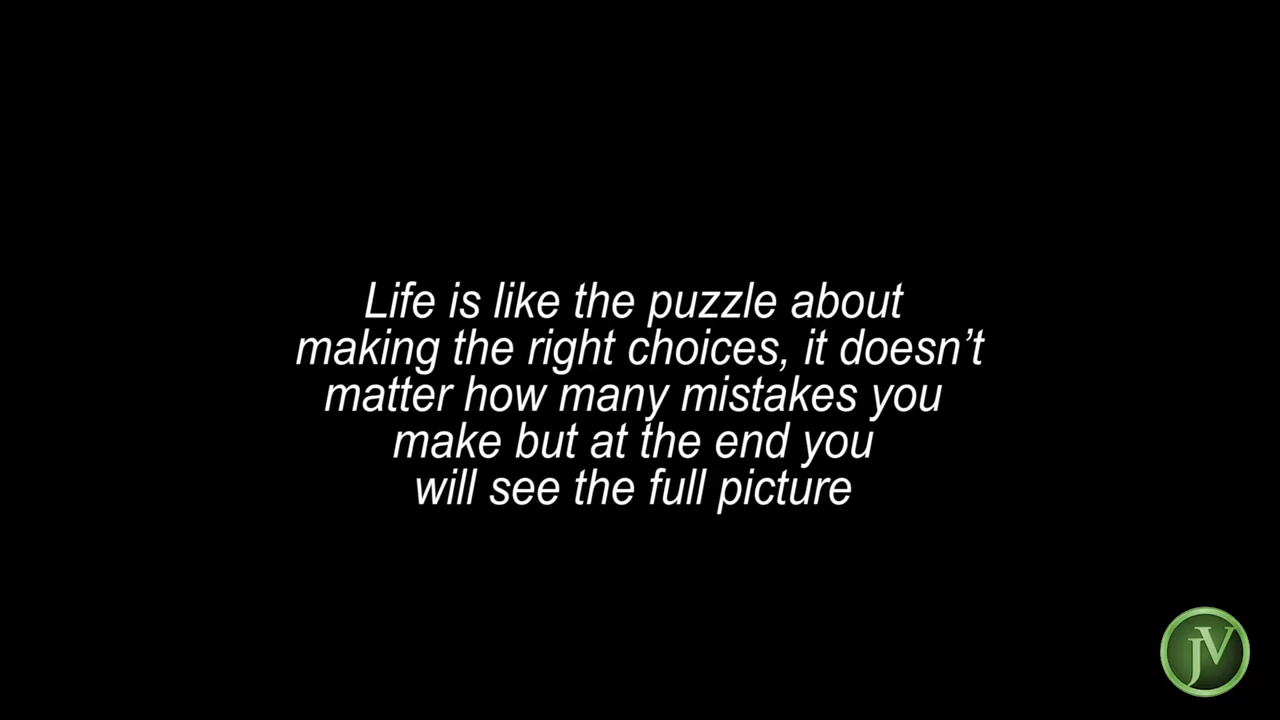 Life is like the puzzle about
making the right choices, it doesn’t
matter how many mistakes you
make but at the end you
will see the full picture
JV